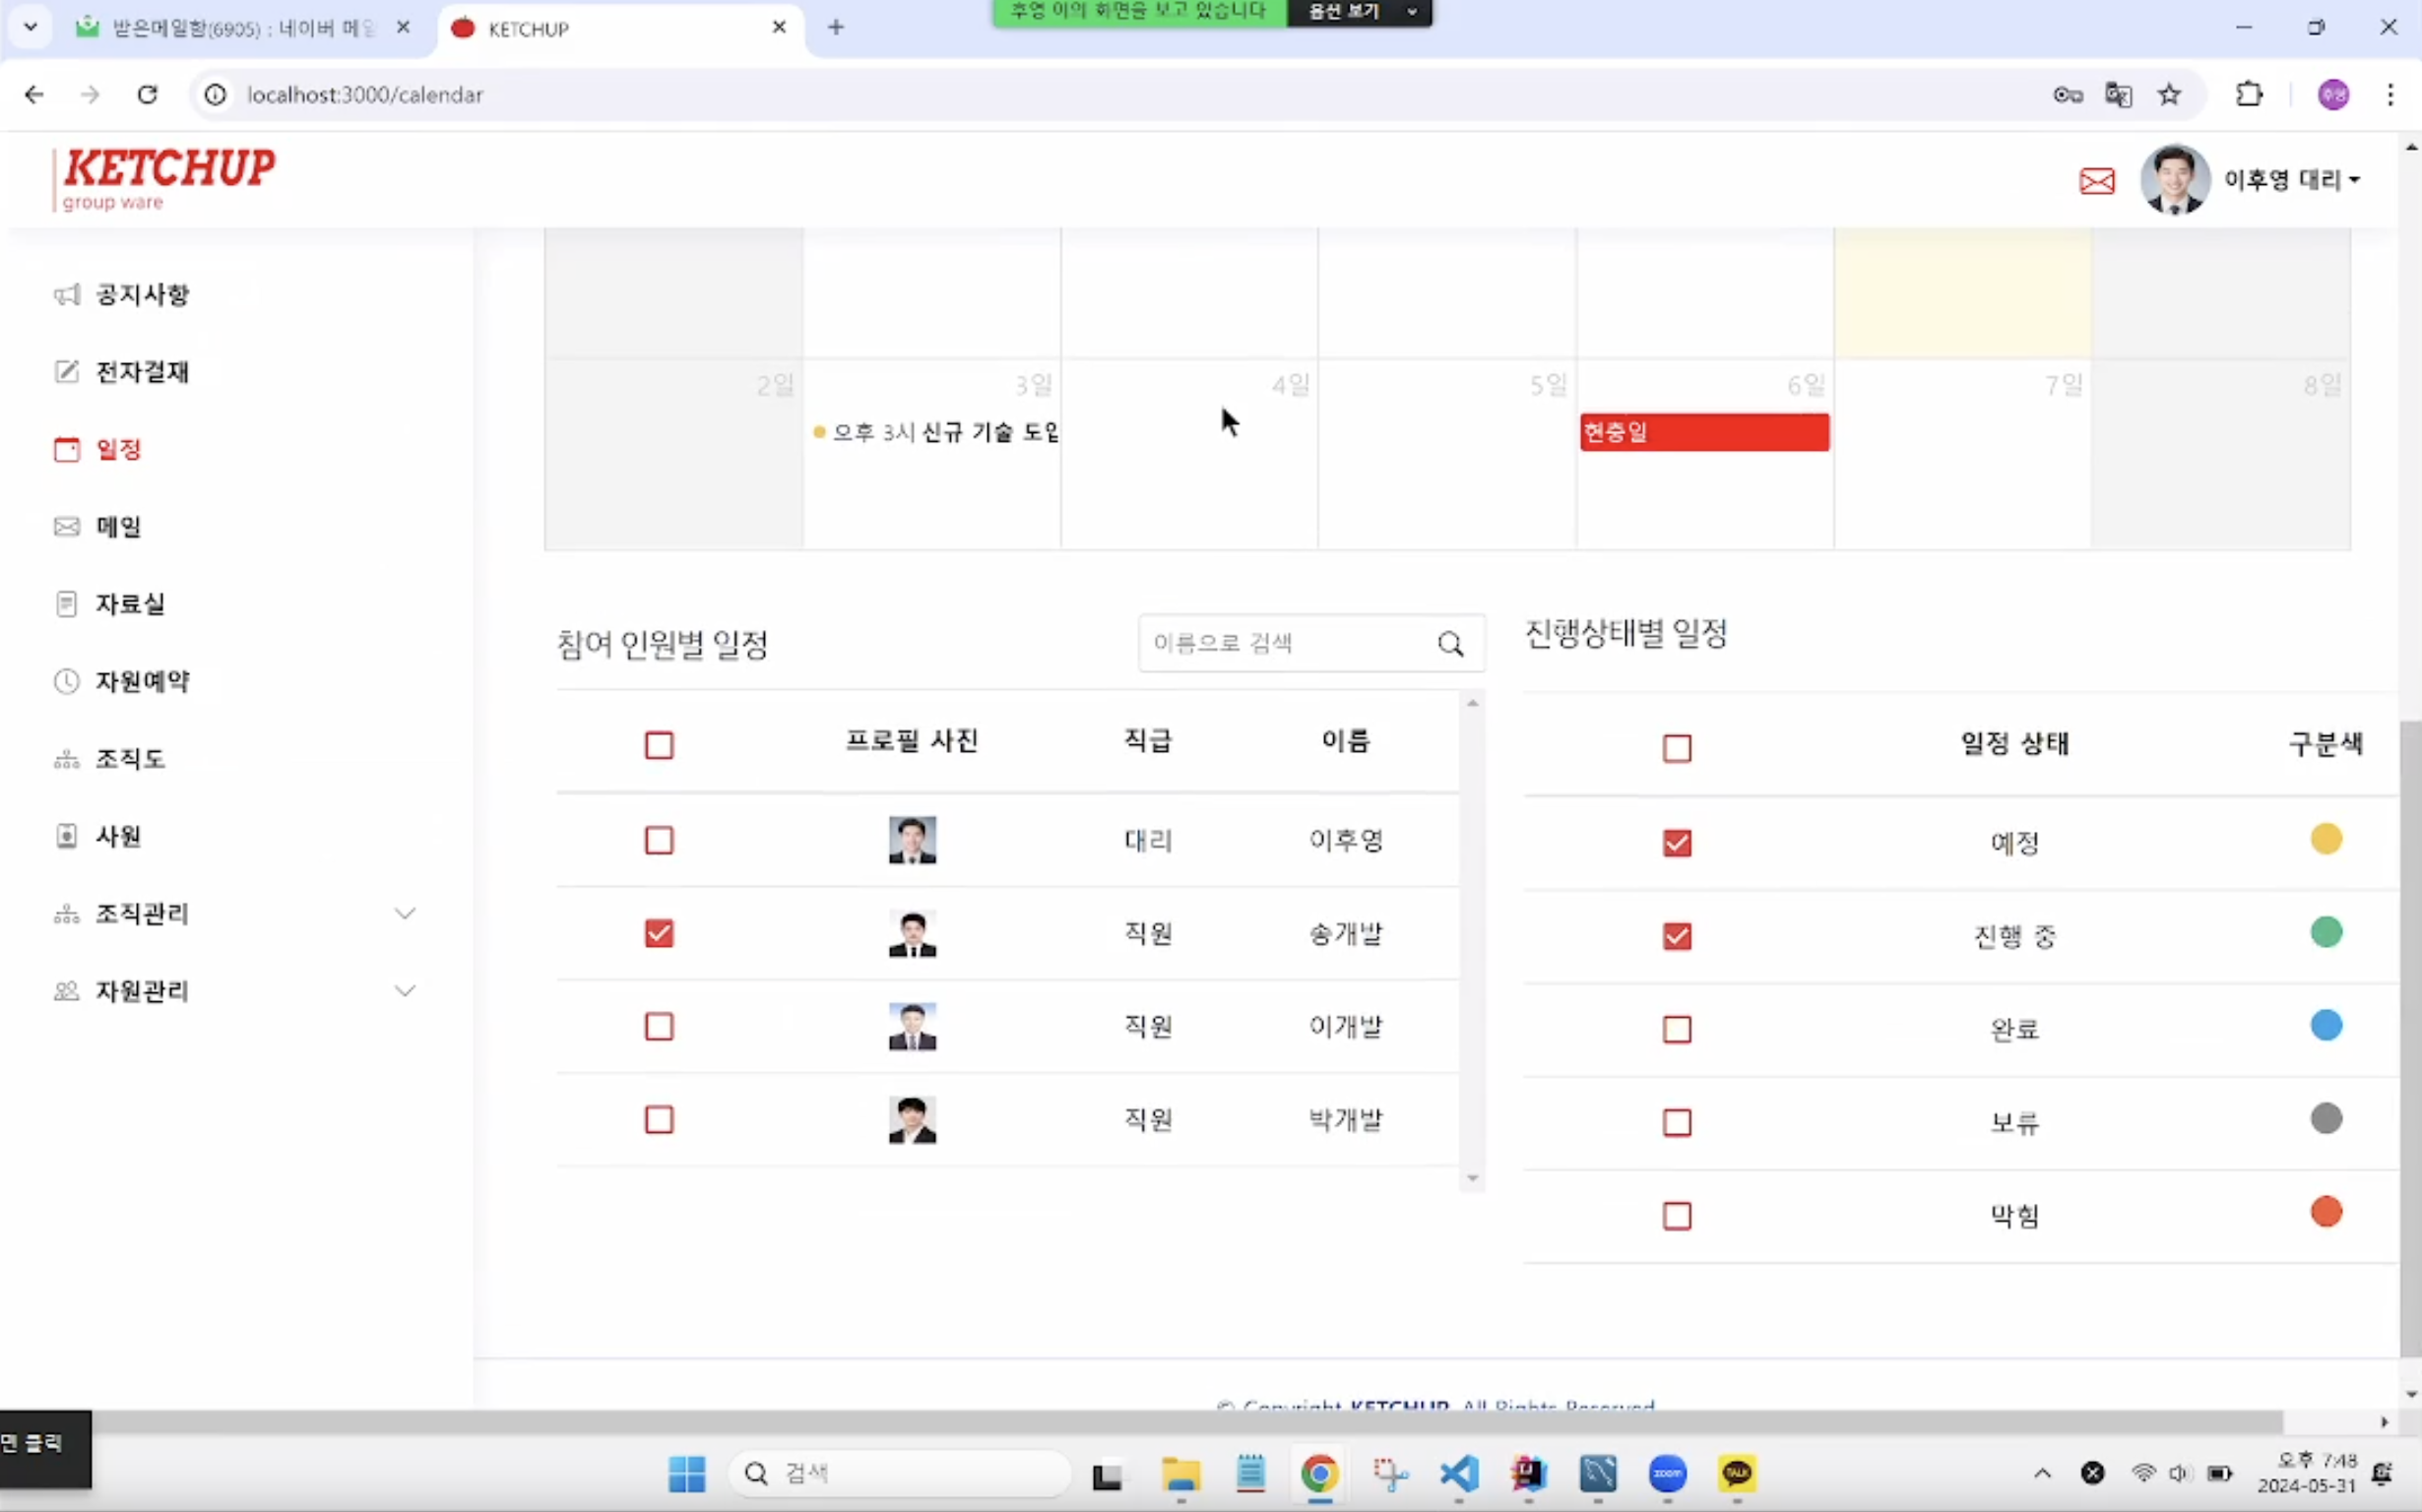 후영 이의 화면을 보고 있습니다 옵션 보기
받은메일함(6905) : 네이버 메일 KETCHUP
localhost:3000/calendar 후영
KETCHUP
group ware
이후영 대리
공지사항
전자결재
일정
메일
자료실
자원예약
조직도
사원
조직관리
자원관리
2일 3일 4일 5일 6일 7일 8일
오후 3시 신규 기술 도입 현충일
참여 인원별 일정 이름으로 검색
프로필 사진 직급 이름
대리 이후영
직원 송개발
직원 이개발
직원 박개발
진행상태별 일정
일정 상태 구분색
예정
진행 중
완료
보류
막힘
© Copyright KETCHUP. All Rights Reserved
클릭
검색
zoom
TALK
오후 7:48
2024-05-31